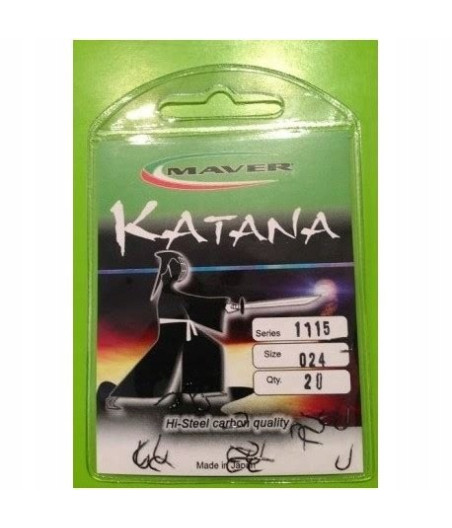 MAVER
KATANA
Series 1115
Size 024
Qty. 20
Hi-Steel carbon quality
Made in Japan